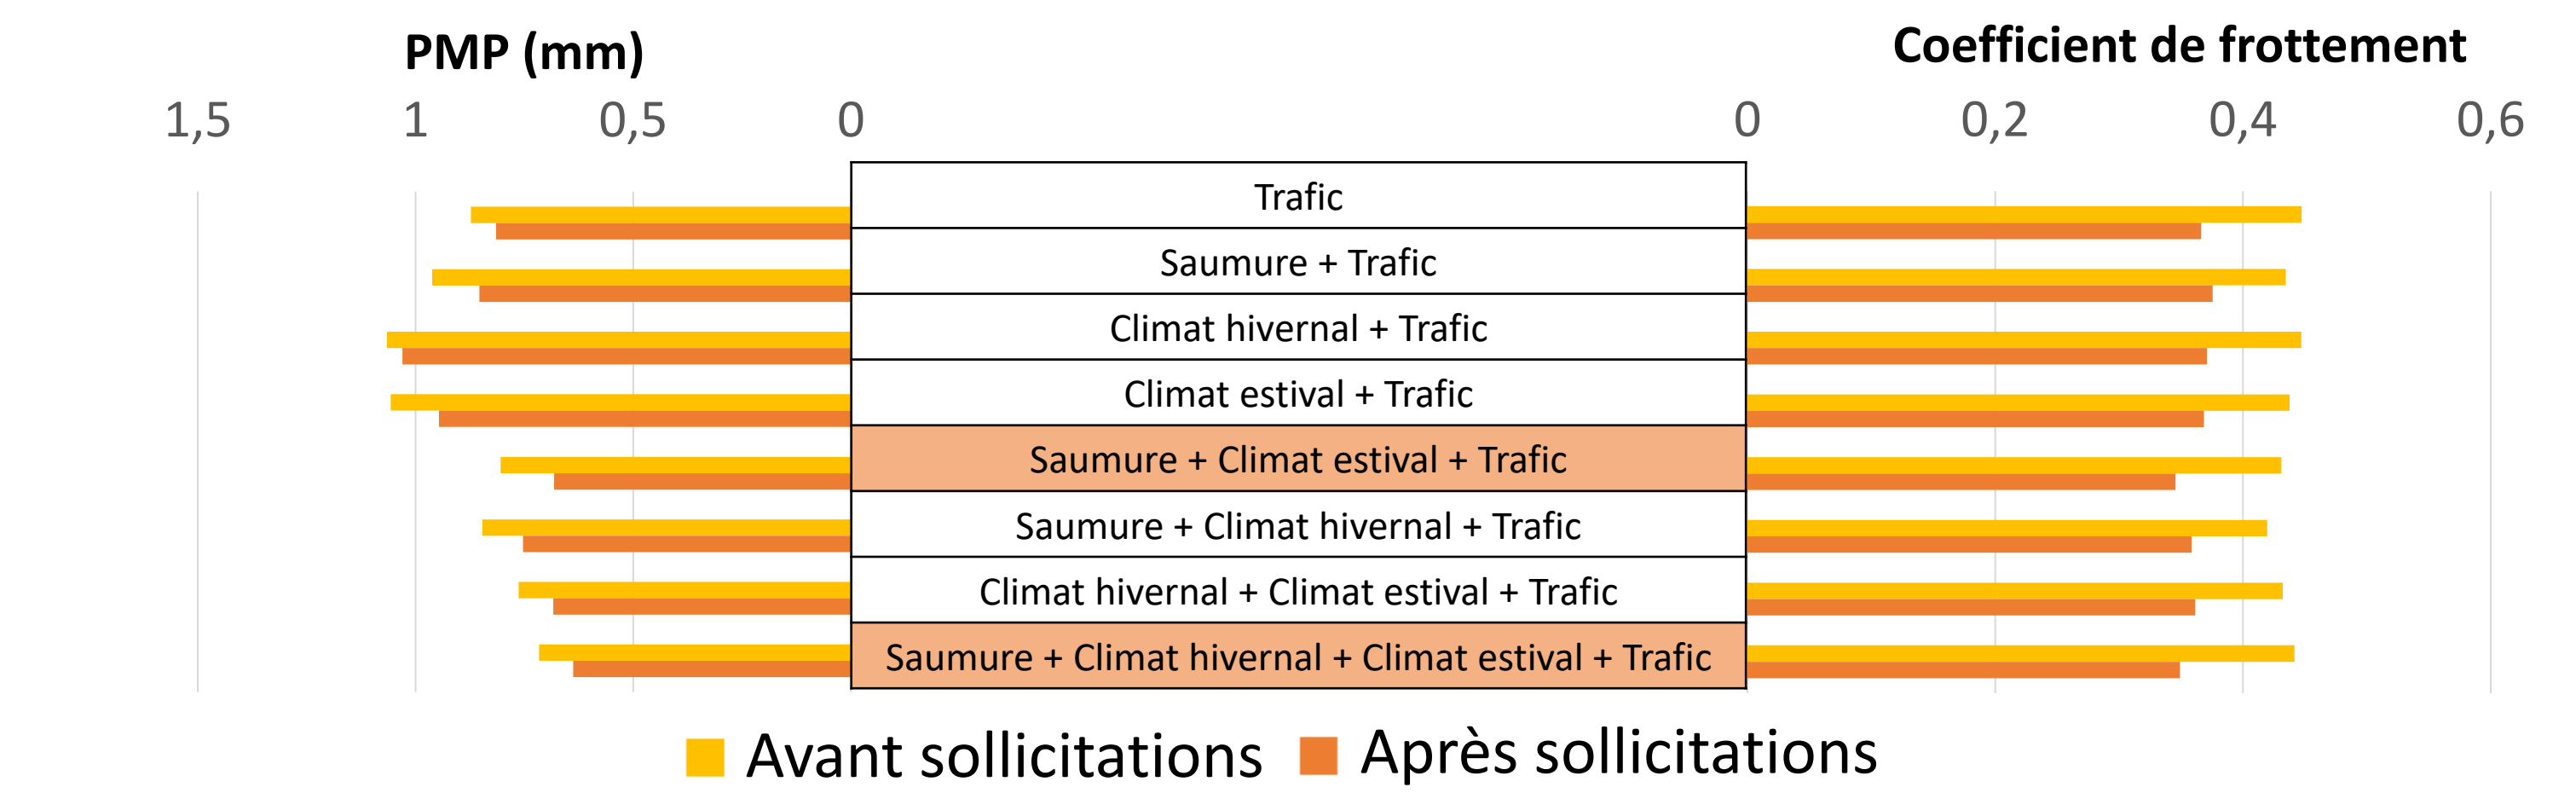 PMP (mm)
Coefficient de frottement
1,5 1 0,5 0
0 0,2 0,4 0,6
Trafic
Saumure + Trafic
Climat hivernal + Trafic
Climat estival + Trafic
Saumure + Climat estival + Trafic
Saumure + Climat hivernal + Trafic
Climat hivernal + Climat estival + Trafic
Saumure + Climat hivernal + Climat estival + Trafic
Avant sollicitations Après sollicitations